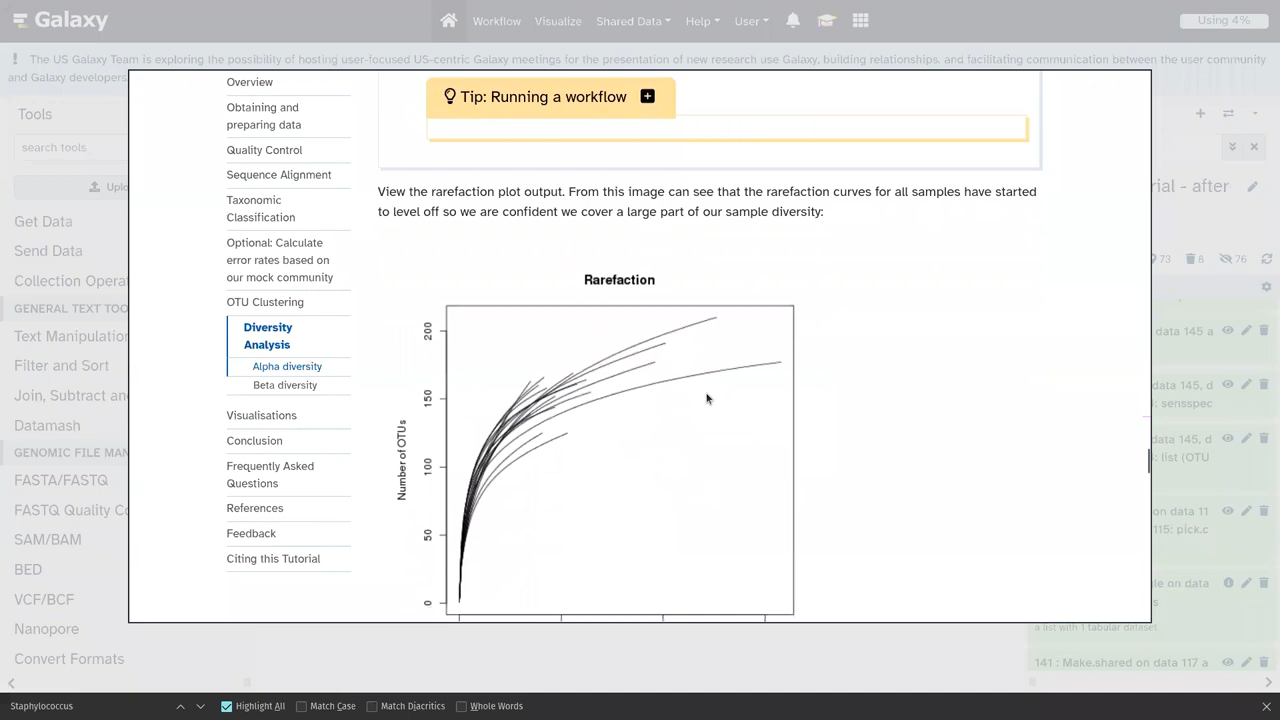 Galaxy
Workflow
Visualize
Shared Data
Help
User
Using 4%
The US Galaxy Team is exploring the possibility of hosting user-focused US-centric Galaxy meetings for the presentation of new research use Galaxy, building relationships, and facilitating communication between the user community
and Galaxy developers
Tools
search tools
Uplo
Get Data
Send Data
Collection Operat
GENERAL TEXT TOO
Text Manipulation
Filter and Sort
Join, Subtract and
Datamash
GENOMIC FILE MAN
FASTA/FASTQ
FASTQ Quality Co
SAM/BAM
BED
VCF/BCF
Nanopore
Convert Formats
Overview
Obtaining and
preparing data
Quality Control
Sequence Alignment
Taxonomic
Classification
Optional: Calculate
error rates based on
our mock community
OTU Clustering
Diversity
Analysis
Alpha diversity
Beta diversity
Visualisations
Conclusion
Frequently Asked
Questions
References
Feedback
Citing this Tutorial
Tip: Running a workflow
View the rarefaction plot output. From this image can see that the rarefaction curves for all samples have started
to level off so we are confident we cover a large part of our sample diversity:
Rarefaction
Number of OTUs
200
150
100
50
0
rial - after
73
8
76
data 145 a
data 145, d
: sensspec
data 145, d
: list (OTU
on data 11
115: pick.c
le on data
s
a list with 1 tabular dataset
141 : Make.shared on data 117 a
Staphylococcus
Highlight All
Match Case
Match Diacritics
Whole Words